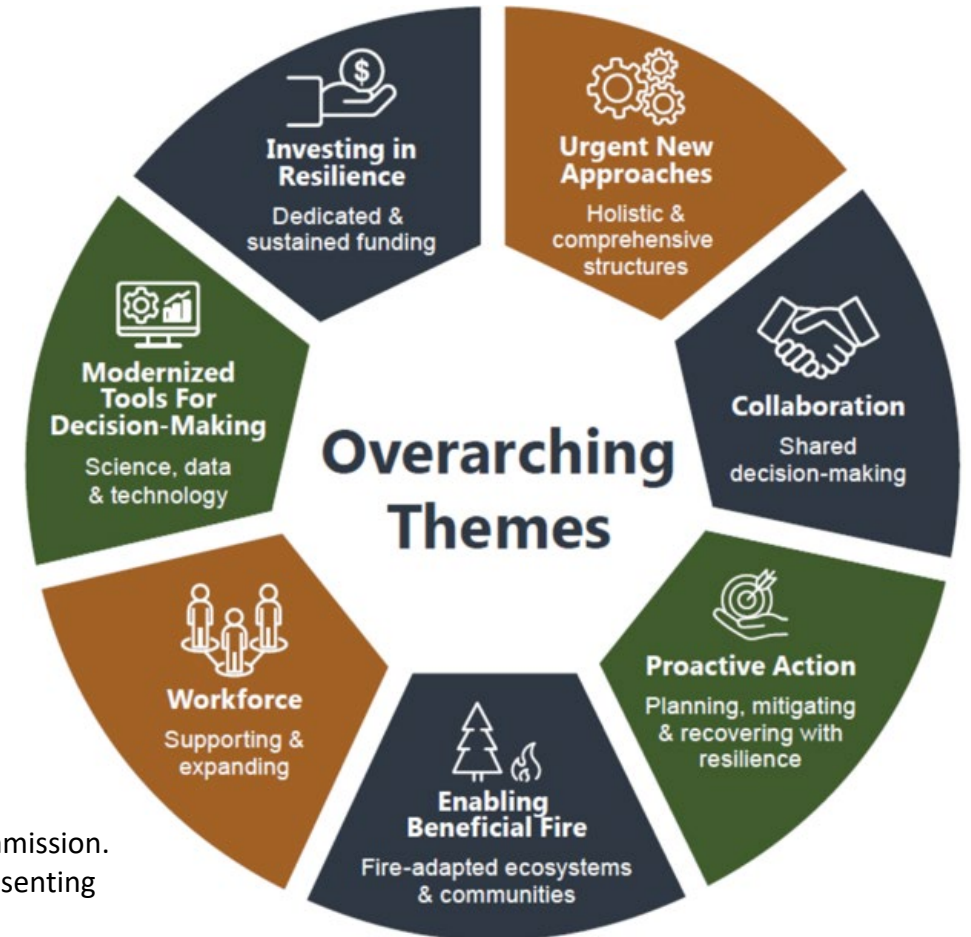 Overarching
Themes
Urgent New
Approaches
Holistic &
comprehensive
structures
Collaboration
Shared
decision-making
Proactive Action
Planning, mitigating
& recovering with
resilience
Enabling
Beneficial Fire
Fire-adapted ecosystems
& communities
Workforce
Supporting &
expanding
Modernized
Tools For
Decision-Making
Science, data
& technology
$
Investing in
Resilience
Dedicated &
sustained funding